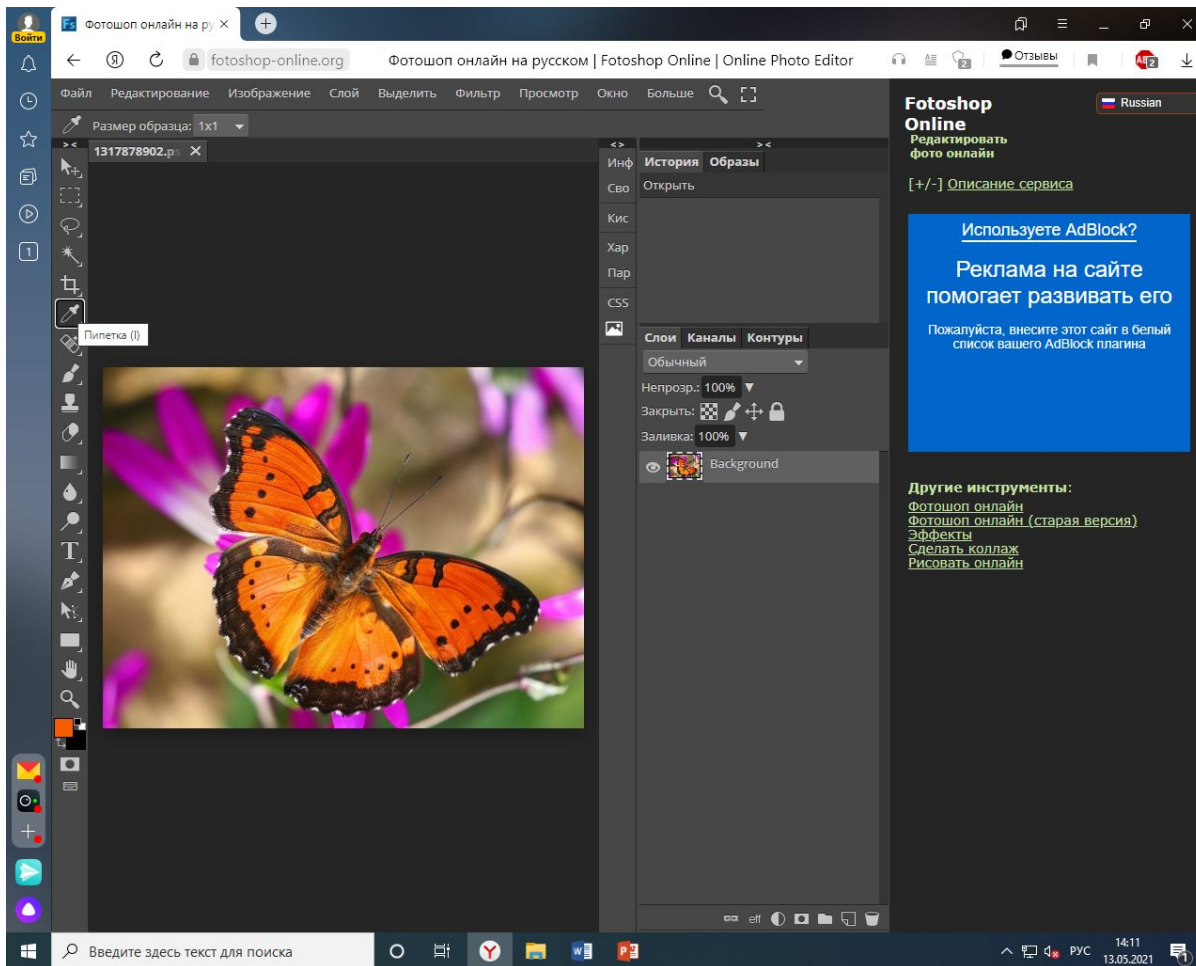 Войти
Фотошоп онлайн на ру
fotoshop-online.org
Фотошоп онлайн на русском | Fotoshop Online | Online Photo Editor
2
Отзывы
2
Файл Редактирование Изображение Слой Выделить Фильтр Просмотр Окно Больше
Размер образца: 1x1
1317878902.ps
Пипетка (I)
Инф
Сво
Кис
Хар
Пар
CSS
История Образы
Открыть
Слои Каналы Контуры
Обычный
Непрозр.: 100%
Закрыть:
Заливка: 100%
Background
eff
Fotoshop
Online
Russian
Редактировать
фото онлайн
[+/-] Описание сервиса
Используете AdBlock?
Реклама на сайте
помогает развивать его
Пожалуйста, внесите этот сайт в белый
список вашего AdBlock плагина
Другие инструменты:
Фотошоп онлайн
Фотошоп онлайн (старая версия)
Эффекты
Сделать коллаж
Рисовать онлайн
1
Введите здесь текст для поиска
РУС
14:11
13.05.2021